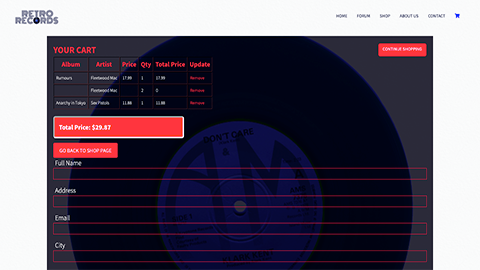 RETRO
RECORDS
HOME FORUM SHOP ABOUT US CONTACT
YOUR CART
CONTINUE SHOPPING
Album Artist Price Qty Total Price Update
Rumours Fleetwood Mac 17.99 1 17.99 Remove
Fleetwood Mac 2 0 Remove
Anarchy in Tokyo Sex Pistols 11.88 1 11.88 Remove
Total Price: $29.87
GO BACK TO SHOP PAGE
DON'T CARE
Full Name
Address
Email
City